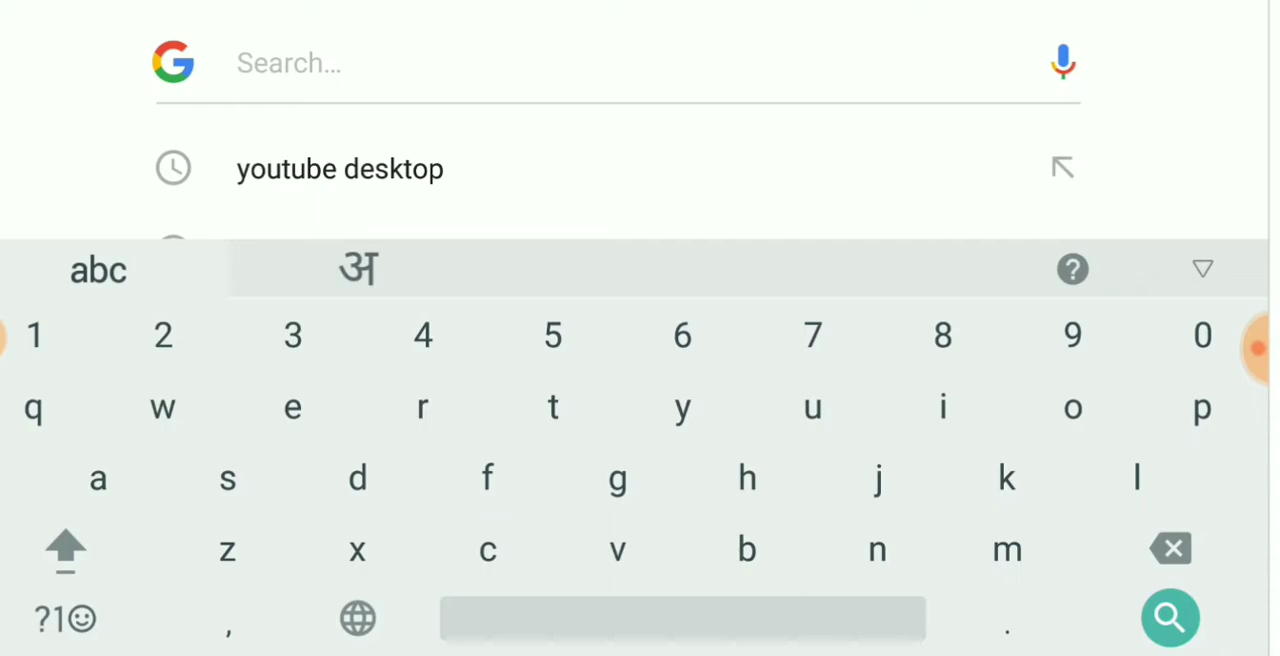 Search...
youtube desktop
abc अ
1 2 3 4 5 6 7 8 9 0
q w e r t y u i o p
a s d f g h j k l
z x c v b n m
?1☺ , .